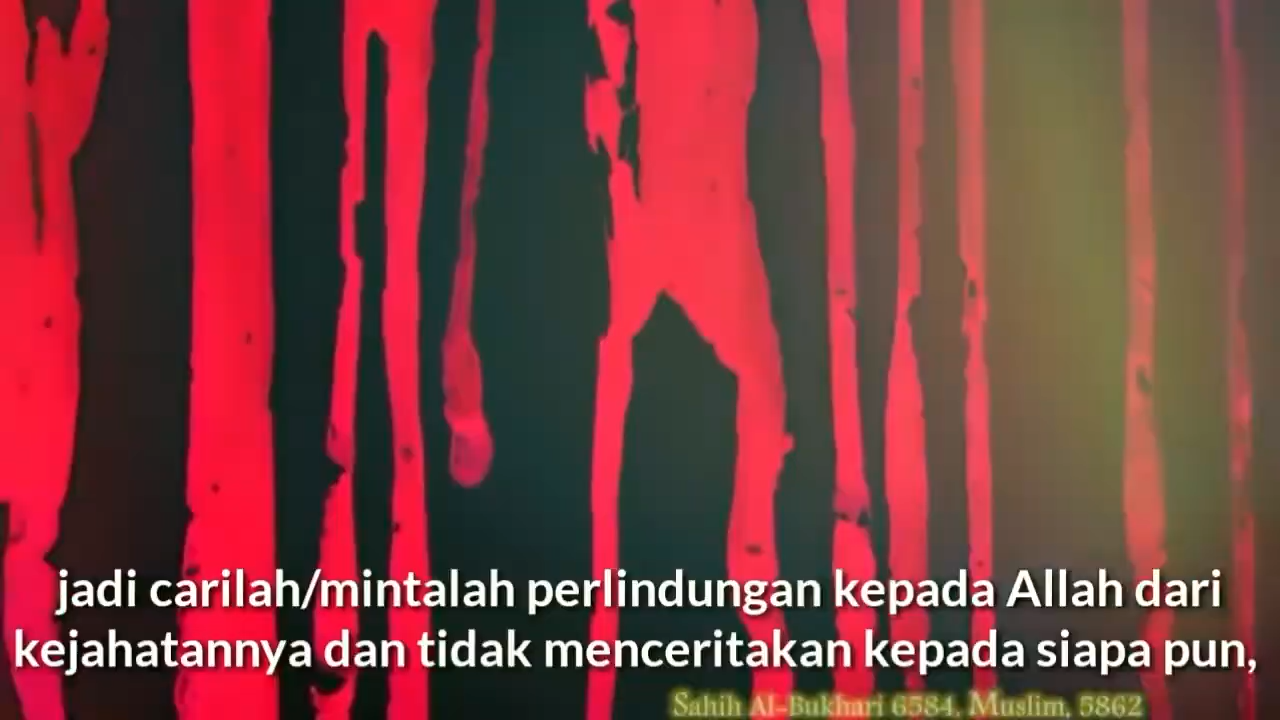 jadi carilah/mintalah perlindungan kepada Allah dari
kejahatannya dan tidak menceritakan kepada siapa pun,
Sahih Al-Bukhari 6584, Muslim, 5862